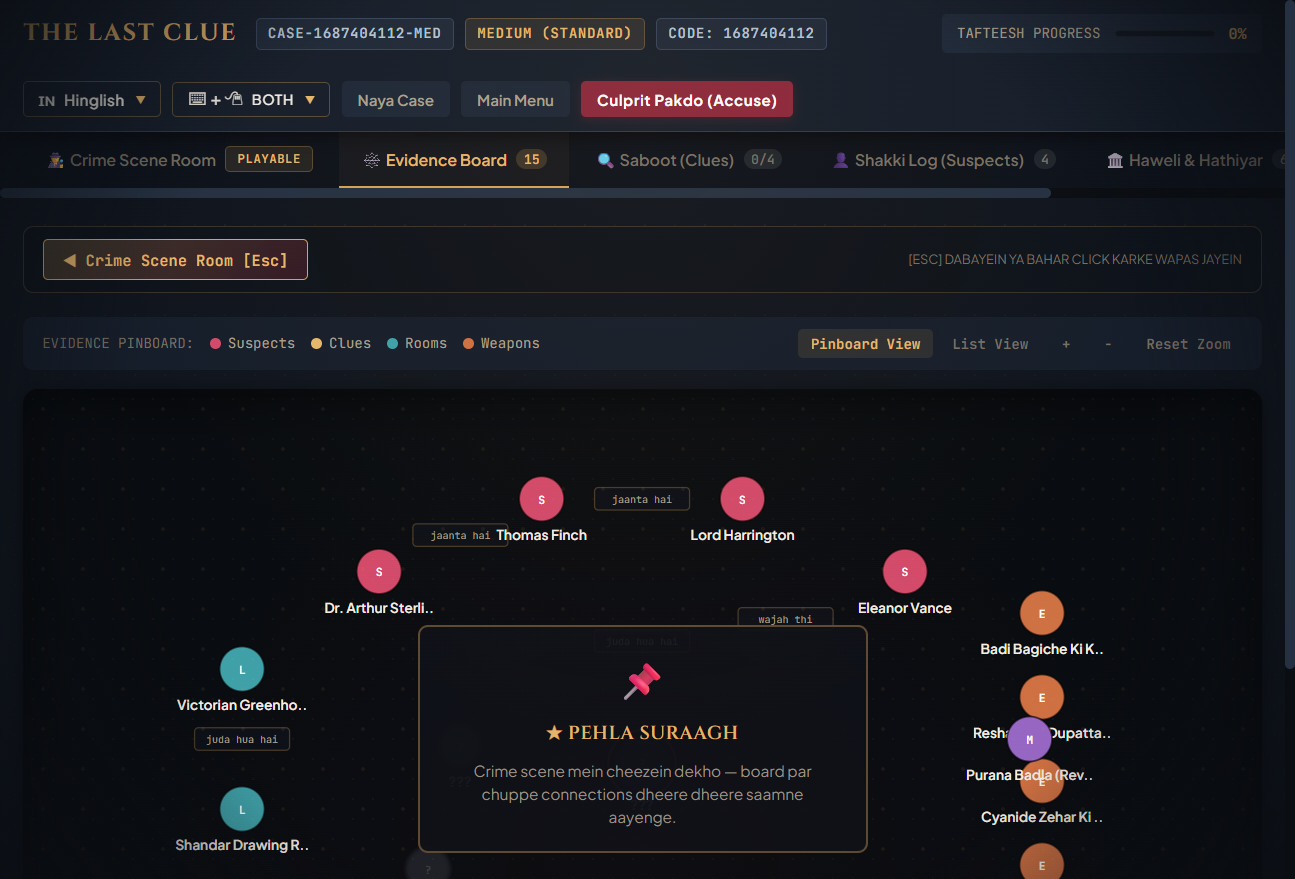 THE LAST CLUE
CASE-1687404112-MED
MEDIUM (STANDARD)
CODE: 1687404112
TAFTEESH PROGRESS
0%
IN Hinglish ▼
+ BOTH ▼
Naya Case
Main Menu
Culprit Pakdo (Accuse)
Crime Scene Room
PLAYABLE
Evidence Board
15
Saboot (Clues)
0/4
Shakki Log (Suspects)
4
Haweli & Hathiyar
◀ Crime Scene Room [Esc]
[ESC] DABAYEIN YA BAHAR CLICK KARKE WAPAS JAYEIN
EVIDENCE PINBOARD:
Suspects
Clues
Rooms
Weapons
Pinboard View
List View
+
-
Reset Zoom
S
jaanta hai
S
Thomas Finch
Lord Harrington
jaanta hai
S
Dr. Arthur Sterli..
S
Eleanor Vance
wajah thi
juda hua hai
E
Badi Bagiche Ki K..
L
Victorian Greenho..
juda hua hai
E
Dupatta..
M
Purana Badla (Rev..
E
Cyanide Zehar Ki ..
★ PEHLA SURAAGH
Crime scene mein cheezein dekho — board par
chuppe connections dheere dheere saamne
aayenge.
???
L
Shandar Drawing R..
?
E